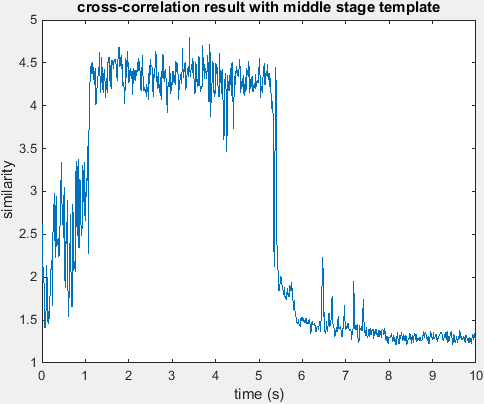 cross-correlation result with middle stage template
5
4.5
4
3.5
3
2.5
2
1.5
1
similarity
0 1 2 3 4 5 6 7 8 9 10
time (s)